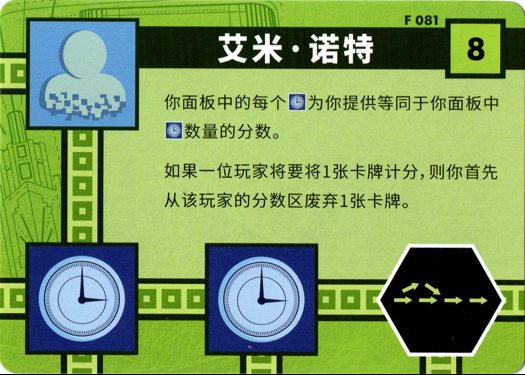 F 081
艾米·诺特
8
你面板中的每个为你提供等同于你面板中
数量的分数。
如果一位玩家将要将1张卡牌计分,则你首先
从该玩家的分数区废弃1张卡牌。